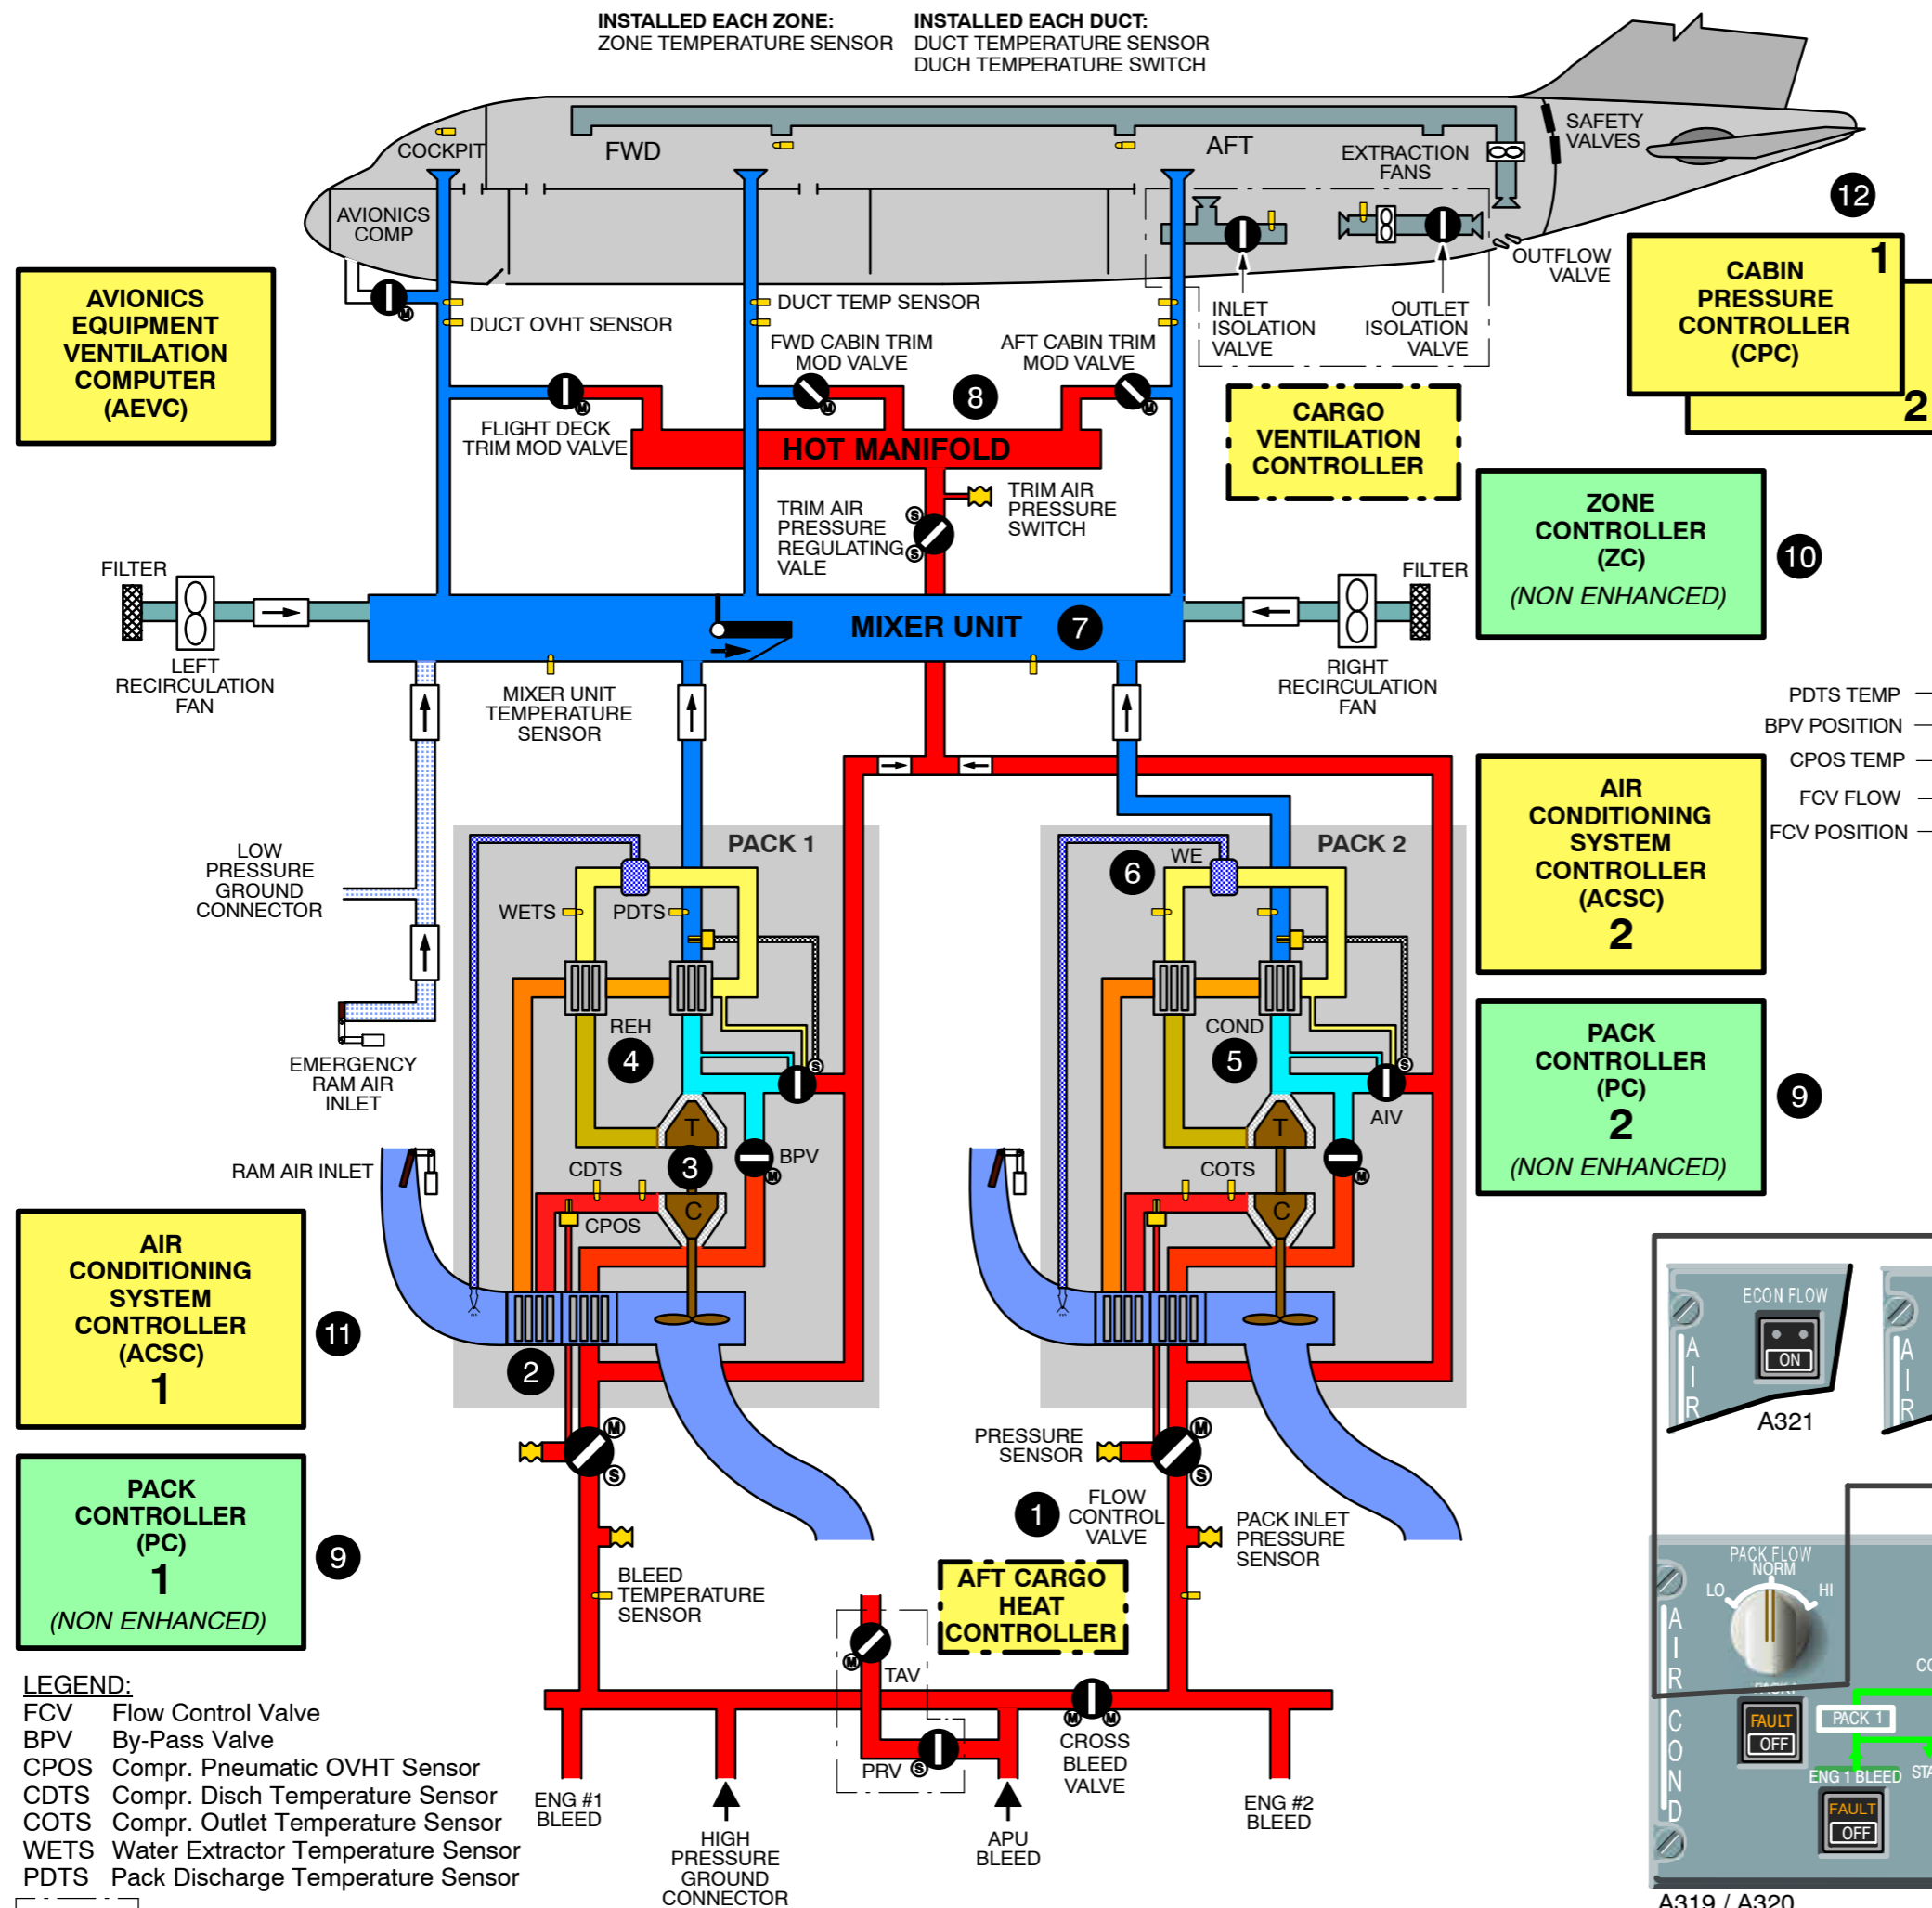 INSTALLED EACH ZONE:
ZONE TEMPERATURE SENSOR
INSTALLED EACH DUCT:
DUCT TEMPERATURE SENSOR
DUCH TEMPERATURE SWITCH
COCKPIT
FWD
AFT
EXTRACTION
FANS
SAFETY
VALVES
AVIONICS
COMP
12
OUTFLOW
VALVE
AVIONICS
EQUIPMENT
VENTILATION
COMPUTER
(AEVC)
CABIN
PRESSURE
CONTROLLER
(CPC)
1
2
M
DUCT OVHT SENSOR
DUCT TEMP SENSOR
INLET
ISOLATION
VALVE
OUTLET
ISOLATION
VALVE
FWD CABIN TRIM
MOD VALVE
AFT CABIN TRIM
MOD VALVE
M
M
M
8
FLIGHT DECK
TRIM MOD VALVE
HOT MANIFOLD
CARGO
VENTILATION
CONTROLLER
TRIM AIR
PRESSURE
REGULATING
VALE
S
S
TRIM AIR
PRESSURE
SWITCH
ZONE
CONTROLLER
(ZC)
(NON ENHANCED)
10
FILTER
FILTER
MIXER UNIT
7
LEFT
RECIRCULATION
FAN
MIXER UNIT
TEMPERATURE
SENSOR
RIGHT
RECIRCULATION
FAN
PDTS TEMP
BPV POSITION
CPOS TEMP
FCV FLOW
FCV POSITION
AIR
CONDITIONING
SYSTEM
CONTROLLER
(ACSC)
2
LOW
PRESSURE
GROUND
CONNECTOR
PACK 1
PACK 2
6
WE
WETS
PDTS
EMERGENCY
RAM AIR
INLET
REH
4
S
COND
5
S
AIV
PACK
CONTROLLER
(PC)
2
(NON ENHANCED)
9
RAM AIR INLET
T
3
BPV
M
CDTS
CPOS
C
T
COTS
M
C
AIR
CONDITIONING
SYSTEM
CONTROLLER
(ACSC)
1
11
2
ECON FLOW
ON
A
I
R
A321
A
I
R
M
S
PRESSURE
SENSOR
M
S
1
FLOW
CONTROL
VALVE
PACK INLET
PRESSURE
SENSOR
PACK
CONTROLLER
(PC)
1
(NON ENHANCED)
9
BLEED
TEMPERATURE
SENSOR
AFT CARGO
HEAT
CONTROLLER
M
TAV
PRV
S
M
M
CROSS
BLEED
VALVE
ENG #1
BLEED
HIGH
PRESSURE
GROUND
CONNECTOR
APU
BLEED
ENG #2
BLEED
PACK FLOW
NORM
LO
HI
A
I
R
C
O
N
D
FAULT
OFF
PACK 1
ENG 1 BLEED
FAULT
OFF
A319 / A320
LEGEND:
FCV Flow Control Valve
BPV By-Pass Valve
CPOS Compr. Pneumatic OVHT Sensor
CDTS Compr. Disch Temperature Sensor
COTS Compr. Outlet Temperature Sensor
WETS Water Extractor Temperature Sensor
PDTS Pack Discharge Temperature Sensor